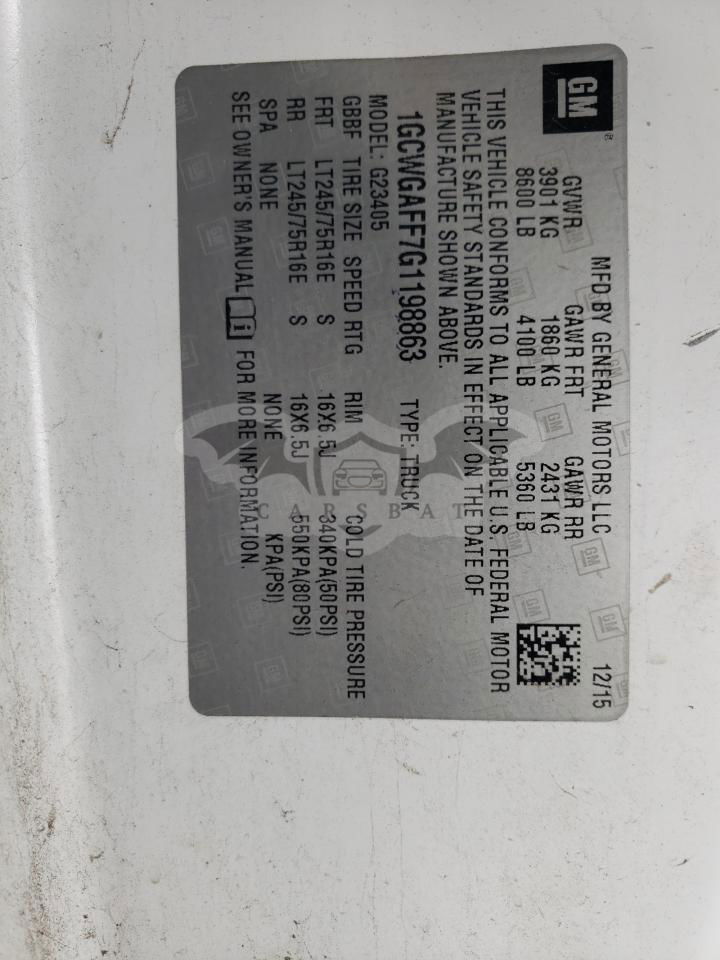 GM
MFD BY GENERAL MOTORS LLC 12/15
GVWR GAWR FRT GAWR RR
3901 KG 1860 KG 2431 KG
8600 LB 4100 LB 5360 LB
THIS VEHICLE CONFORMS TO ALL APPLICABLE U.S. FEDERAL MOTOR
VEHICLE SAFETY STANDARDS IN EFFECT ON THE DATE OF
MANUFACTURE SHOWN ABOVE.
1GCWGAFF7G1198863 TYPE: TRUCK
MODEL: G23405
GBBF TIRE SIZE SPEED RTG RIM COLD TIRE PRESSURE
FRT LT245/75R16E S 16X6.5J 340KPA(50PSI)
RR LT245/75R16E S 16X6.5J 550KPA(80PSI)
SPA NONE NONE KPA(PSI)
SEE OWNER'S MANUAL FOR MORE INFORMATION.
CARSBAT